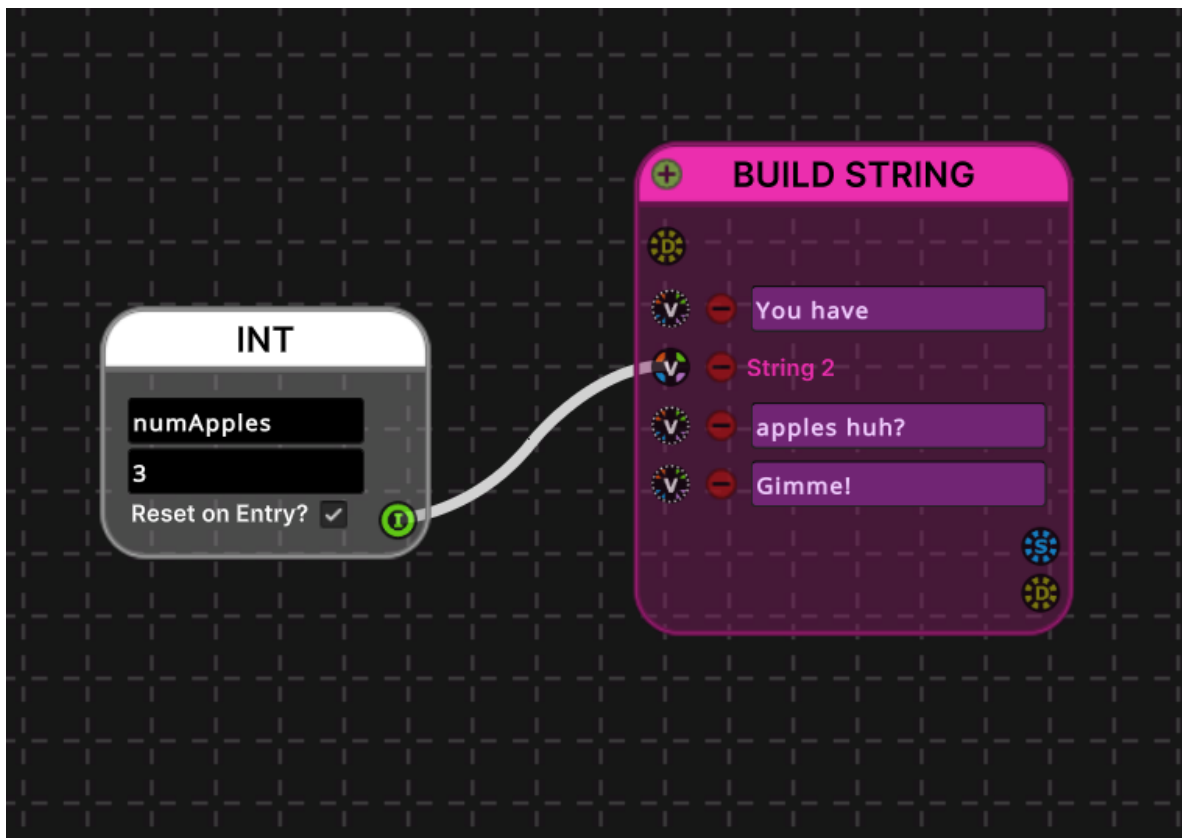 BUILD STRING
D
V You have
INT
V String 2
numApples
V apples huh?
3
V Gimme!
Reset on Entry?
I
S
D